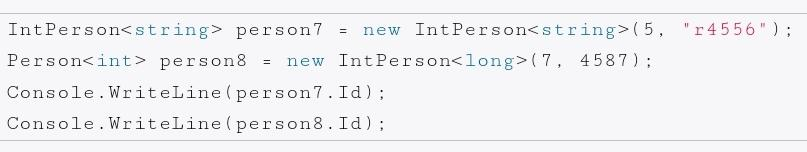 IntPerson<string> person7 = new IntPerson<string>(5, "r4556");
Person<int> person8 = new IntPerson<long>(7, 4587);
Console.WriteLine(person7.Id);
Console.WriteLine(person8.Id);